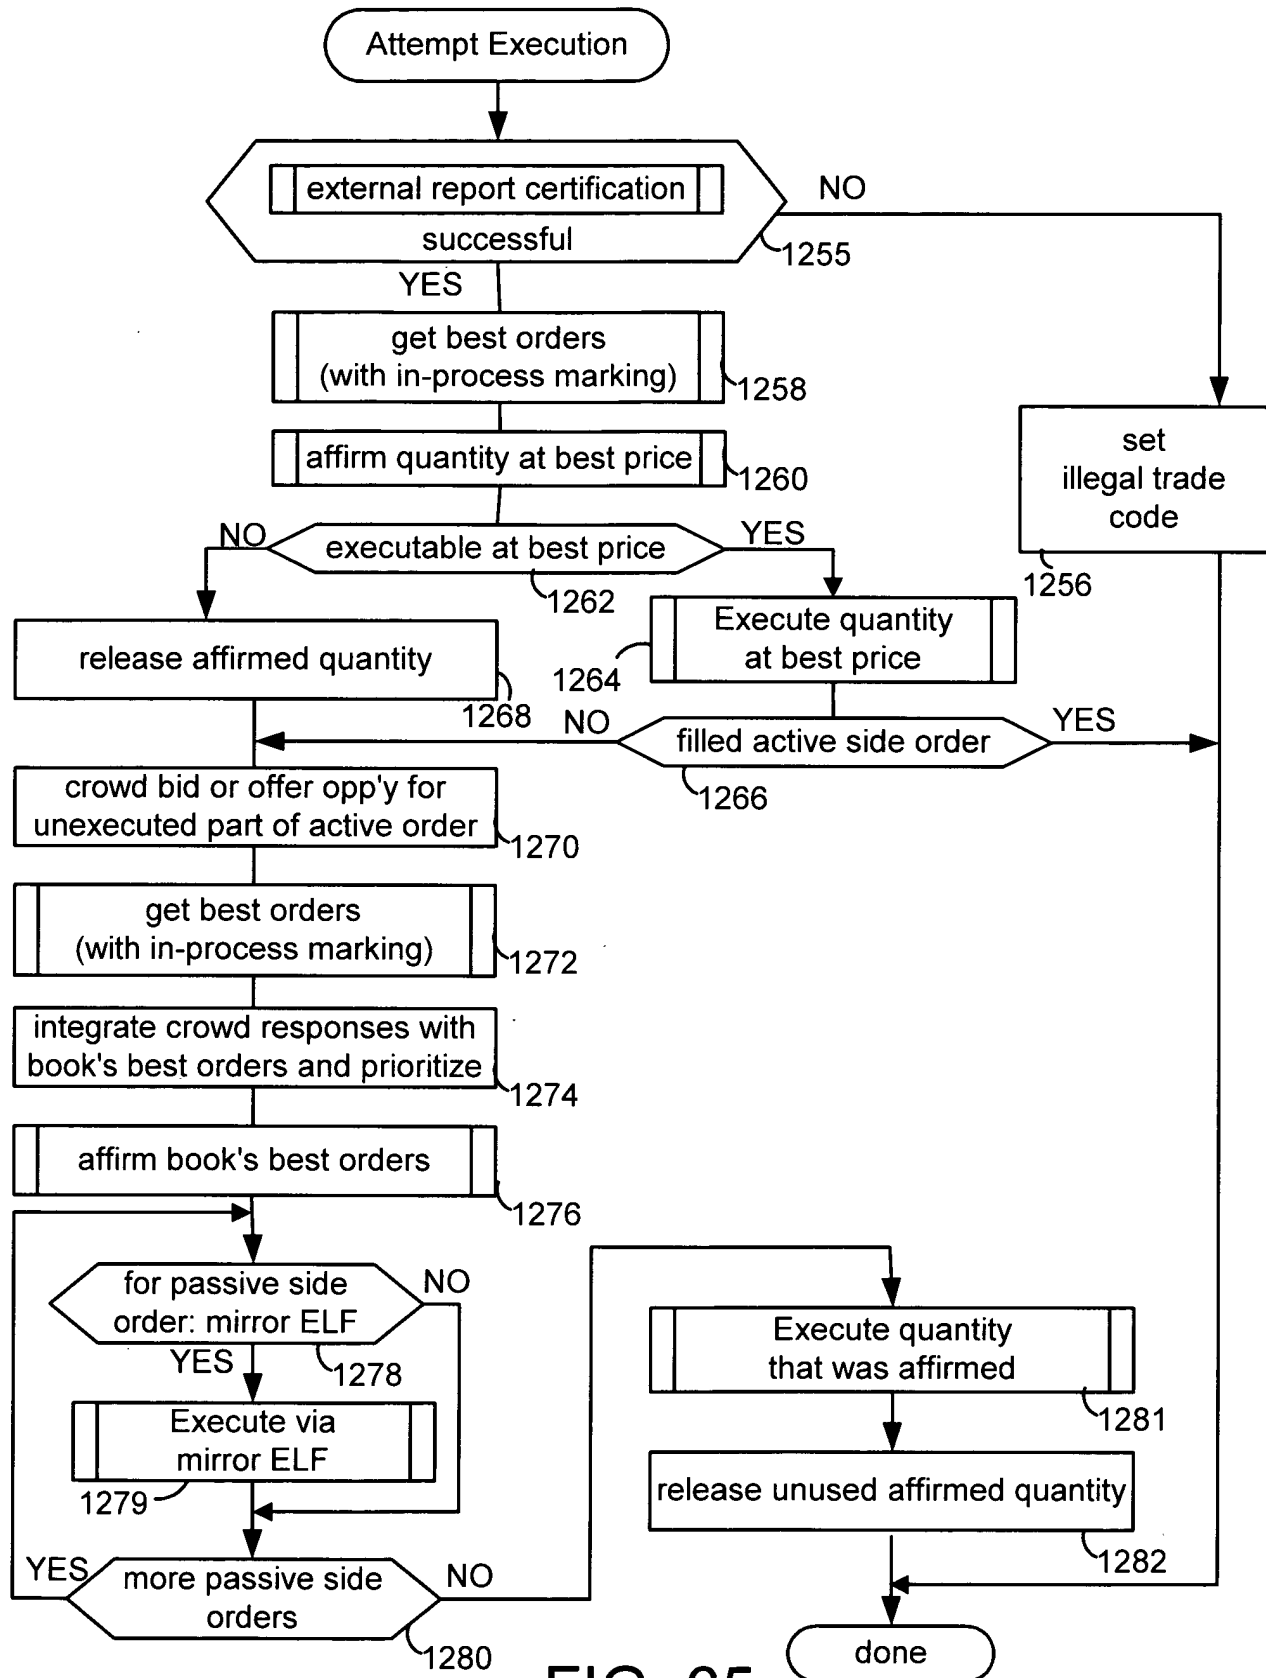 Attempt Execution
external report certification
successful
NO
1255
YES
get best orders
(with in-process marking)
1258
set
illegal trade
code
1256
affirm quantity at best price
1260
NO
executable at best price
YES
1262
Execute quantity
at best price
1264
release affirmed quantity
1268
NO
filled active side order
YES
1266
crowd bid or offer opp'y for
unexecuted part of active order
1270
get best orders
(with in-process marking)
1272
integrate crowd responses with
book's best orders and prioritize
1274
affirm book's best orders
1276
for passive side
order: mirror ELF
NO
YES
1278
Execute via
mirror ELF
1279
YES
more passive side
orders
NO
1280
Execute quantity
that was affirmed
1281
release unused affirmed quantity
1282
done